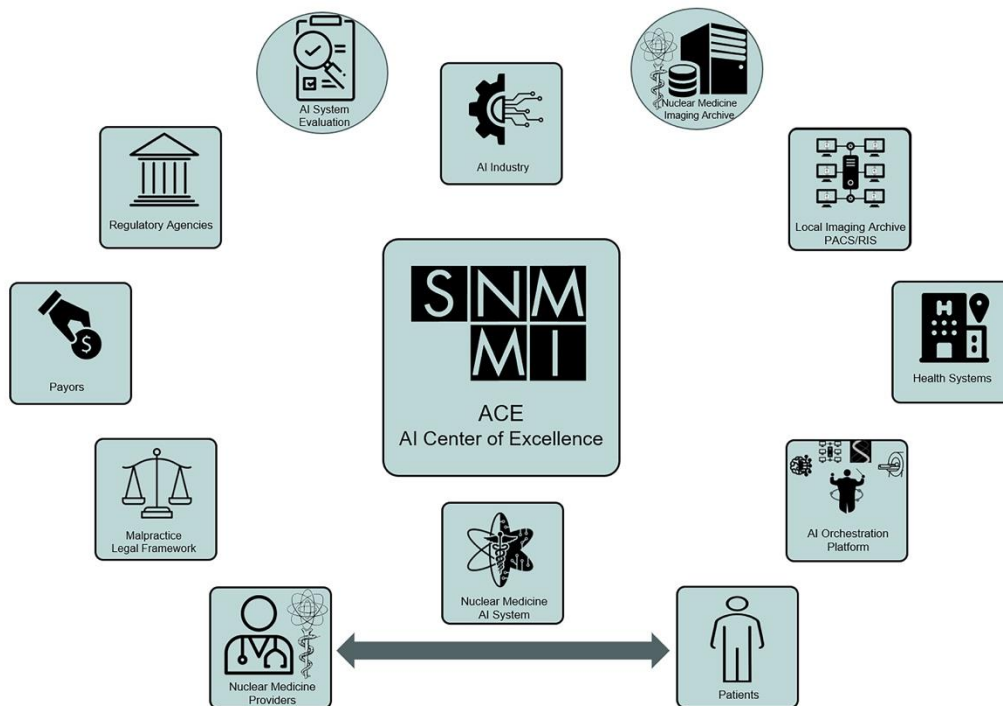 AI System
Evaluation
Nuclear Medicine
Imaging Archive
AI Industry
Regulatory Agencies
Local Imaging Archive
PACS/RIS
SNM
MI
ACE
AI Center of Excellence
$
Payors
H
Health Systems
Malpractice
Legal Framework
AI Orchestration
Platform
Nuclear Medicine
AI System
Nuclear Medicine
Providers
Patients